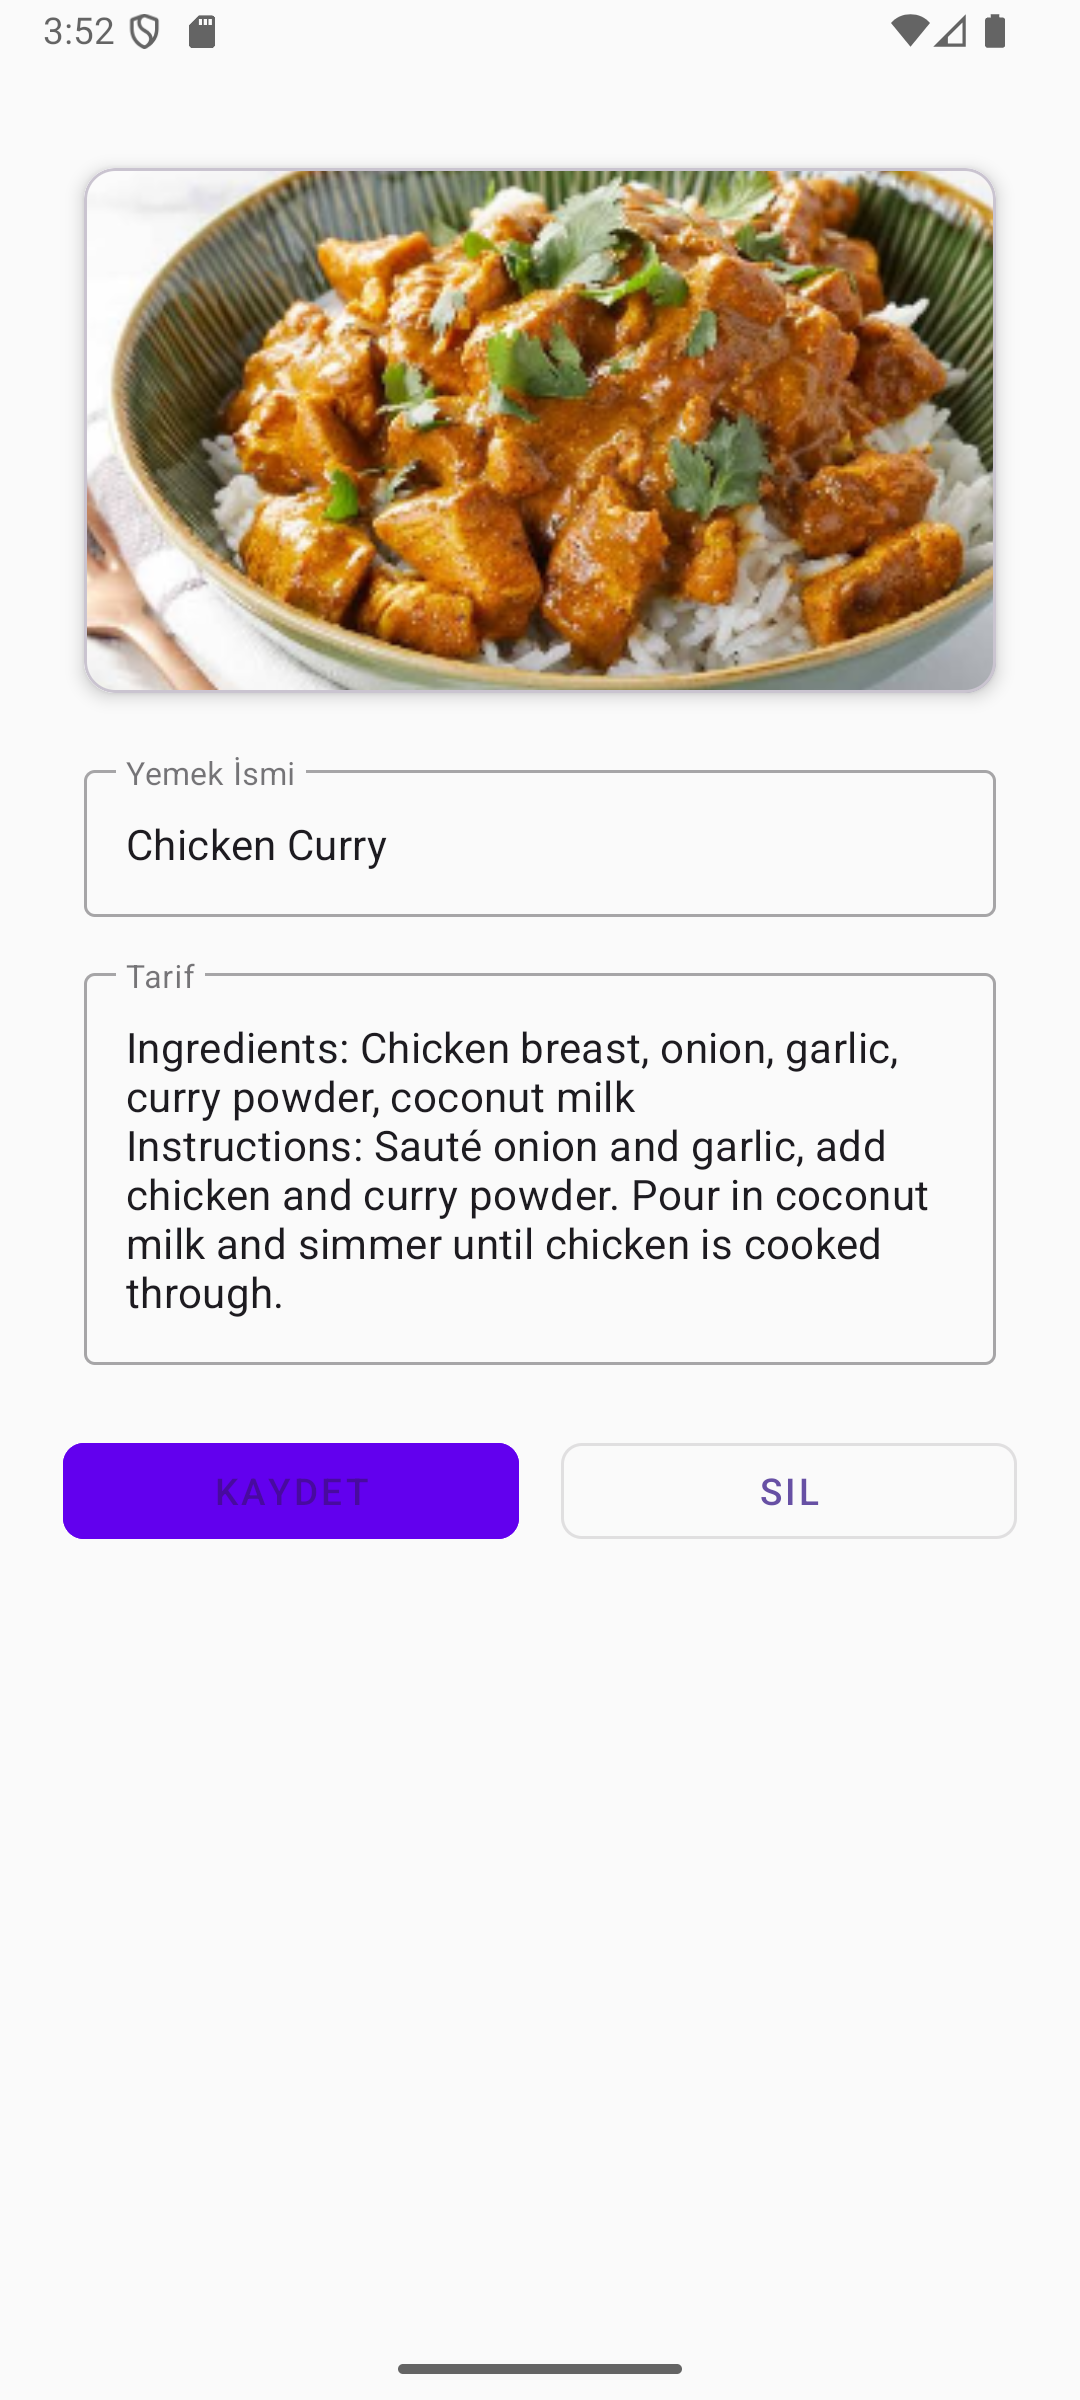 3:52
Yemek İsmi
Chicken Curry
Tarif
Ingredients: Chicken breast, onion, garlic,
curry powder, coconut milk
Instructions: Sauté onion and garlic, add
chicken and curry powder. Pour in coconut
milk and simmer until chicken is cooked
through.
KAYDET
SIL